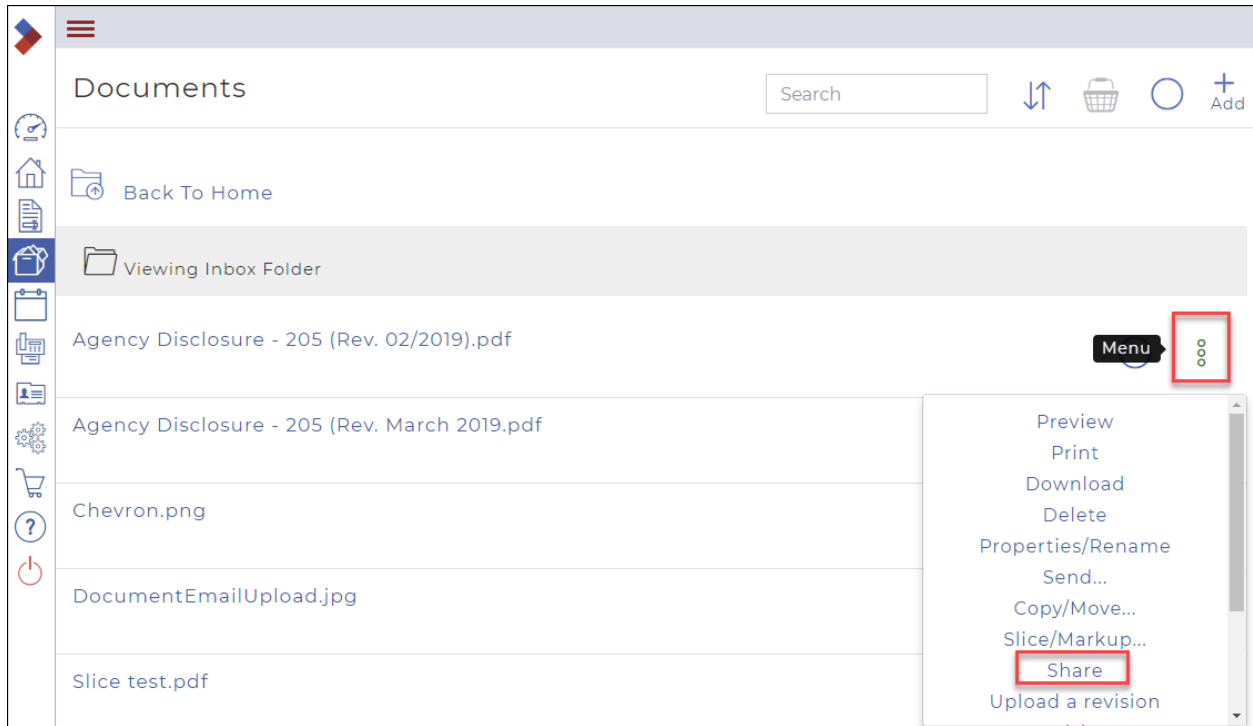 Documents
Search
Add
Back To Home
Viewing Inbox Folder
Agency Disclosure - 205 (Rev. 02/2019).pdf
Menu
Agency Disclosure - 205 (Rev. March 2019.pdf
Preview
Print
Download
Chevron.png
Delete
Properties/Rename
Send...
DocumentEmailUpload.jpg
Copy/Move...
Slice/Markup...
Share
Slice test.pdf
Upload a revision